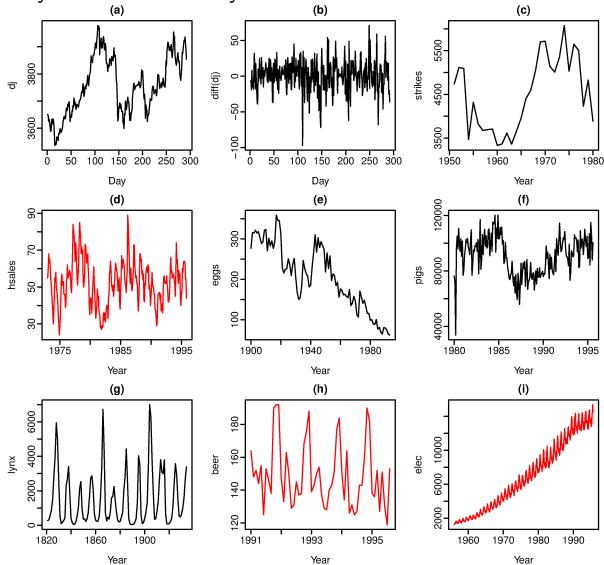 (a)
dj
3800
3600
0 50 100 150 200 250 300
Day
(b)
diff(dj)
50
0
−50
−100
0 50 100 150 200 250 300
Day
(c)
strikes
5500
4500
3500
1950 1960 1970 1980
Year
(d)
hsales
90
70
50
30
1975 1985 1995
Year
(e)
eggs
300
200
100
1900 1940 1980
Year
(f)
pigs
120000
80000
40000
1980 1985 1990 1995
Year
(g)
lynx
6000
4000
2000
0
1820 1860 1900
Year
(h)
beer
180
160
140
120
1991 1993 1995
Year
(i)
elec
10000
6000
2000
1960 1970 1980 1990
Year